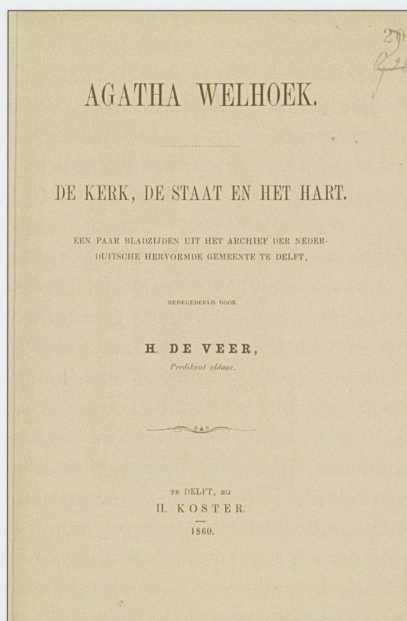 AGATHA WELHOEK.
DE KERK, DE STAAT EN HET HART.
EEN PAAR BLADZIJDEN UIT HET ARCHIEF DER NEDER-
DUITSCHE HERVORMDE GEMEENTE TE DELFT,
MEDEGEDEELD DOOR
H. DE VEER,
Predikant aldaar.
TE DELFT, BIJ
H. KOSTER.
1860.